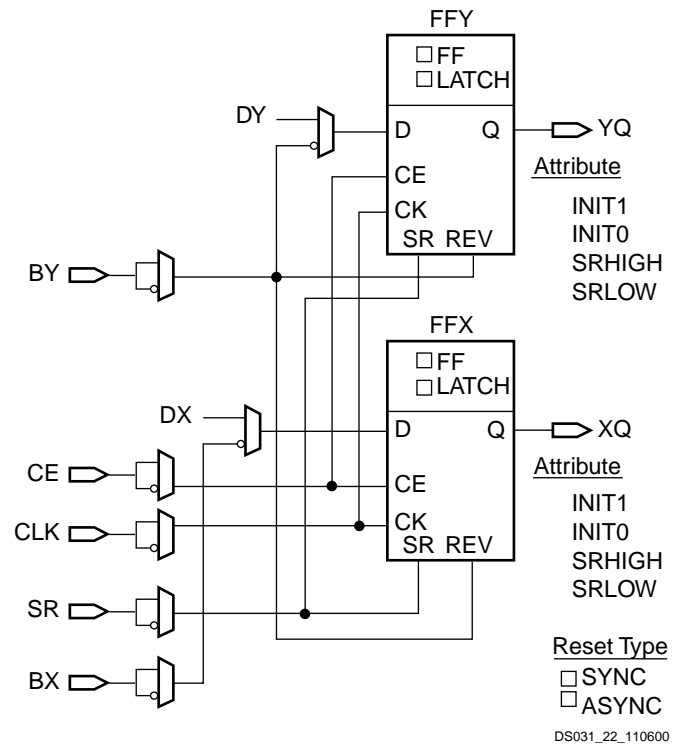 FFY
FF
LATCH
DY
D
Q
YQ
CE
CK
SR REV
Attribute
INIT1
INIT0
SRHIGH
SRLOW
BY
FFX
FF
LATCH
DX
D
Q
XQ
CE
CE
CLK
CK
SR REV
Attribute
INIT1
INIT0
SRHIGH
SRLOW
SR
BX
Reset Type
SYNC
ASYNC
DS031_22_110600